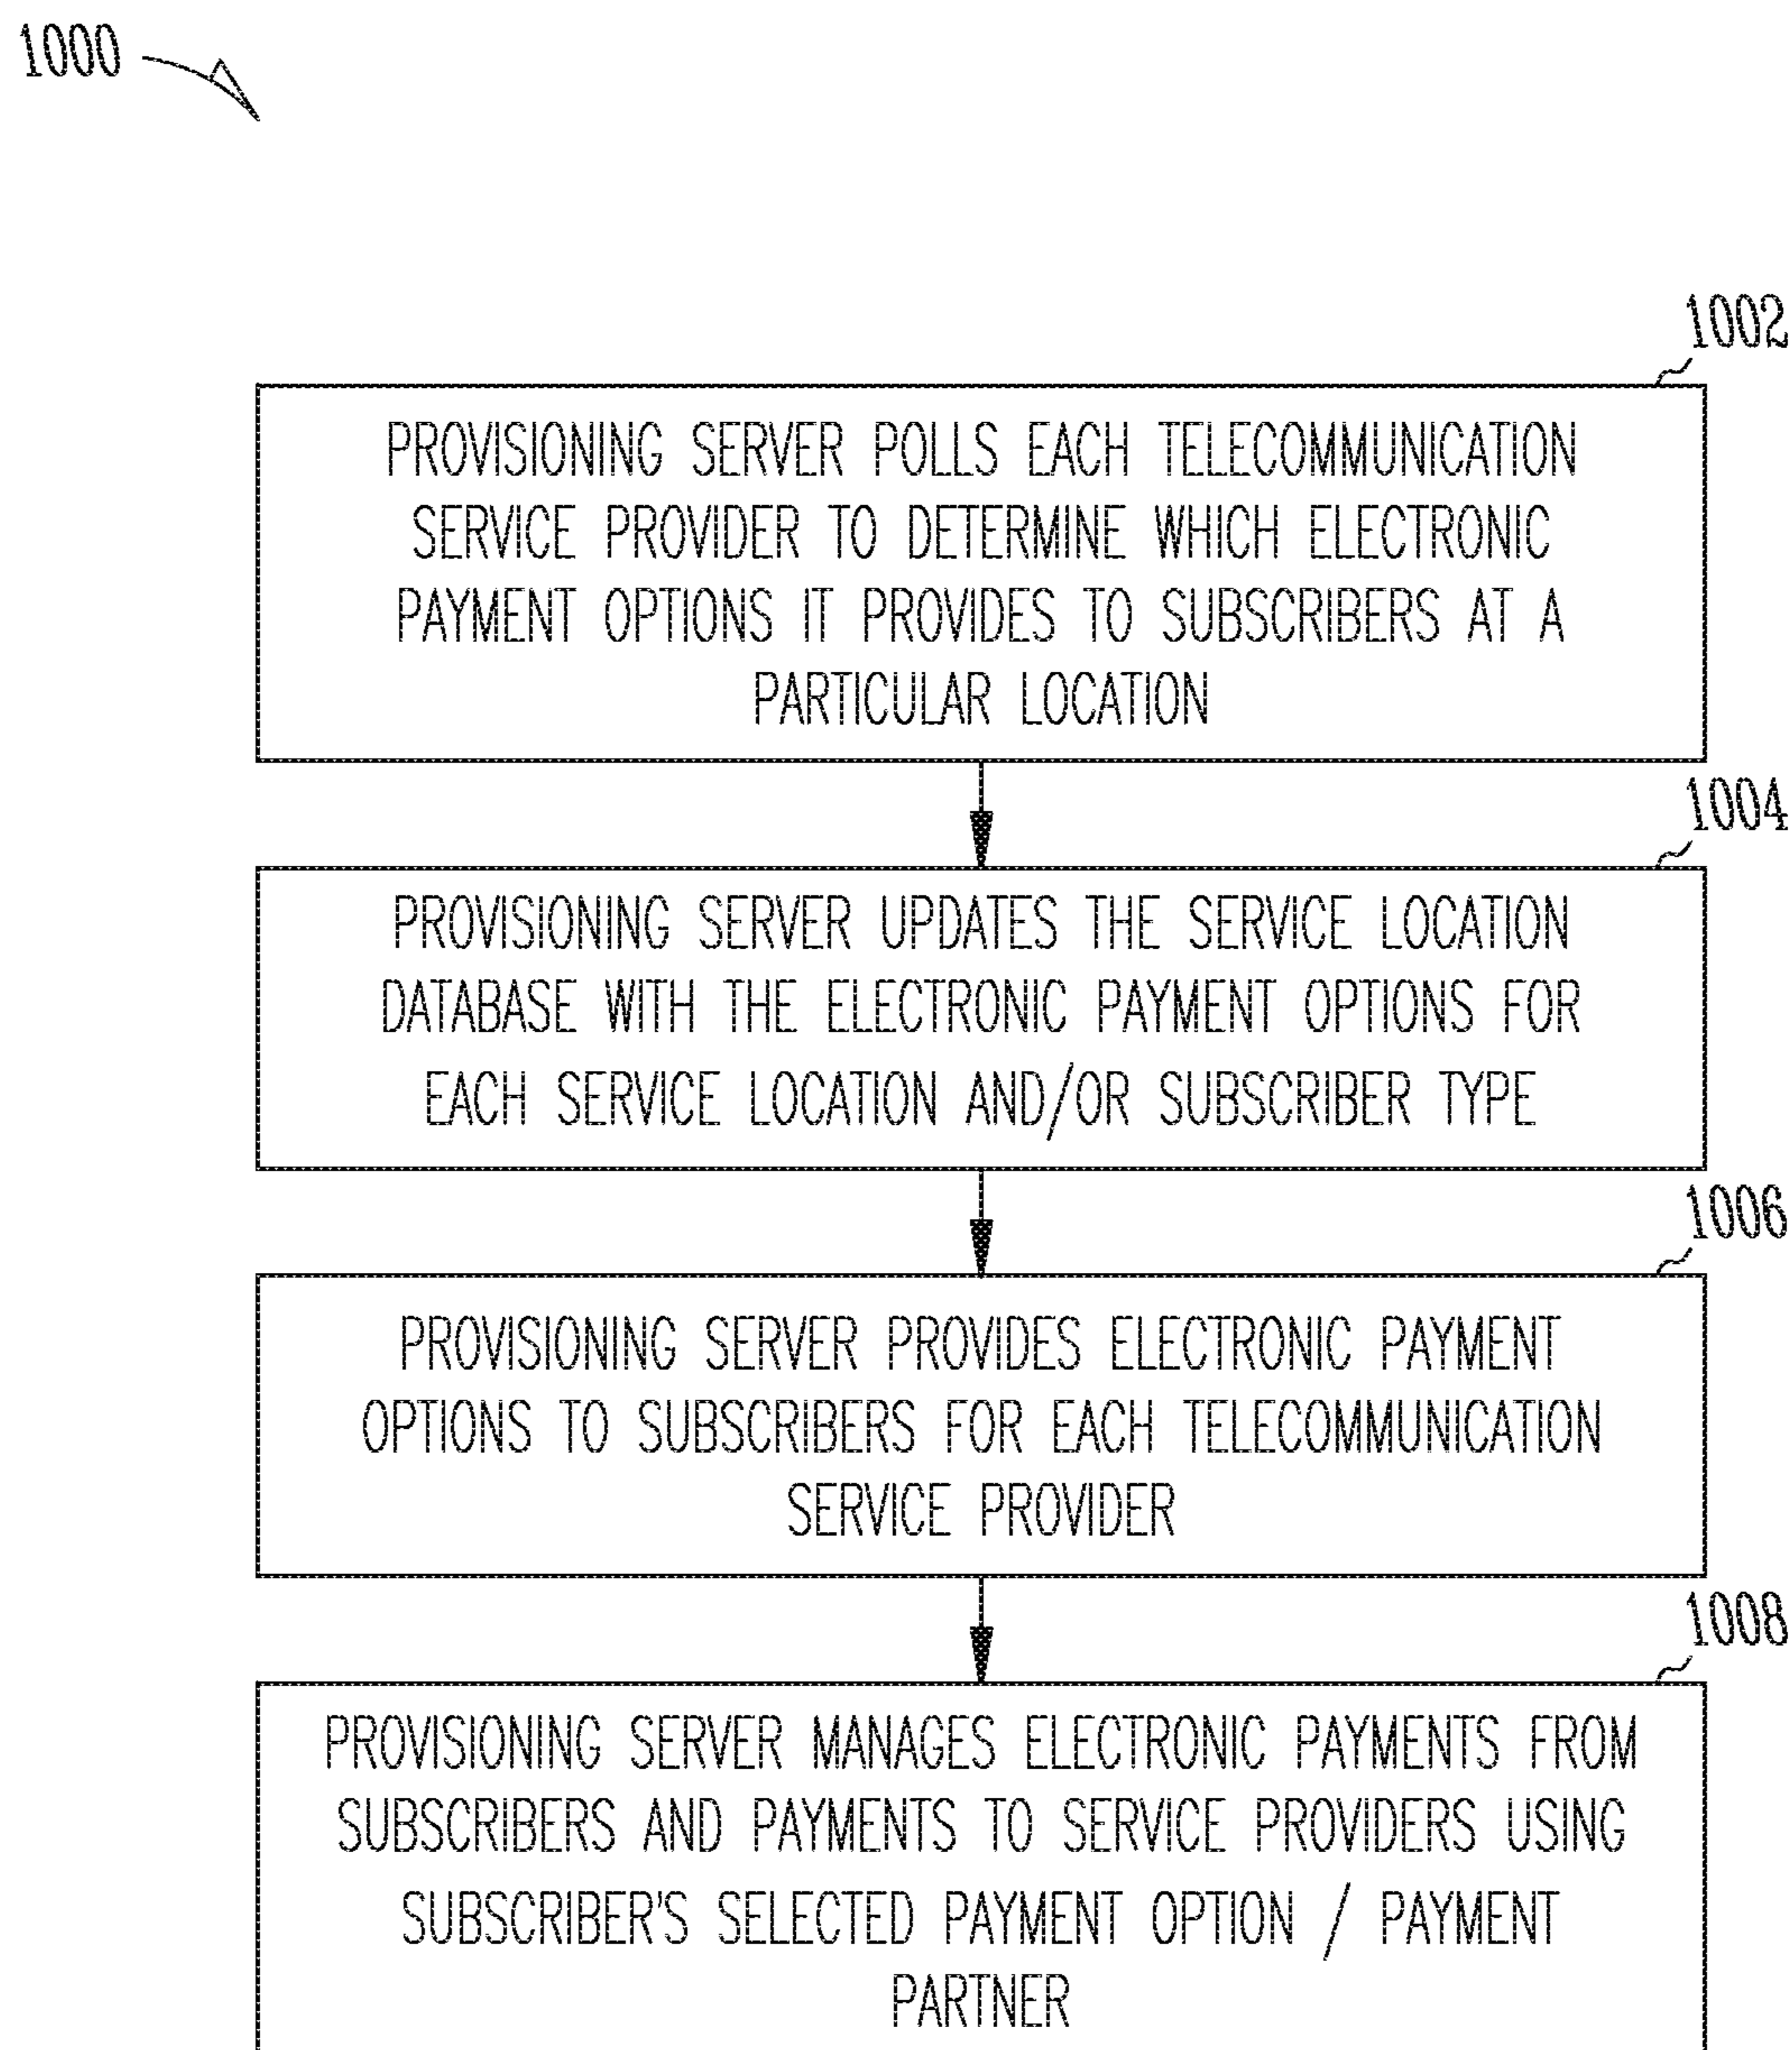 1000
1002
PROVISIONING SERVER POLLS EACH TELECOMMUNICATION
SERVICE PROVIDER TO DETERMINE WHICH ELECTRONIC
PAYMENT OPTIONS IT PROVIDES TO SUBSCRIBERS AT A
PARTICULAR LOCATION
1004
PROVISIONING SERVER UPDATES THE SERVICE LOCATION
DATABASE WITH THE ELECTRONIC PAYMENT OPTIONS FOR
EACH SERVICE LOCATION AND/OR SUBSCRIBER TYPE
1006
PROVISIONING SERVER PROVIDES ELECTRONIC PAYMENT
OPTIONS TO SUBSCRIBERS FOR EACH TELECOMMUNICATION
SERVICE PROVIDER
1008
PROVISIONING SERVER MANAGES ELECTRONIC PAYMENTS FROM
SUBSCRIBERS AND PAYMENTS TO SERVICE PROVIDERS USING
SUBSCRIBER'S SELECTED PAYMENT OPTION / PAYMENT
PARTNER